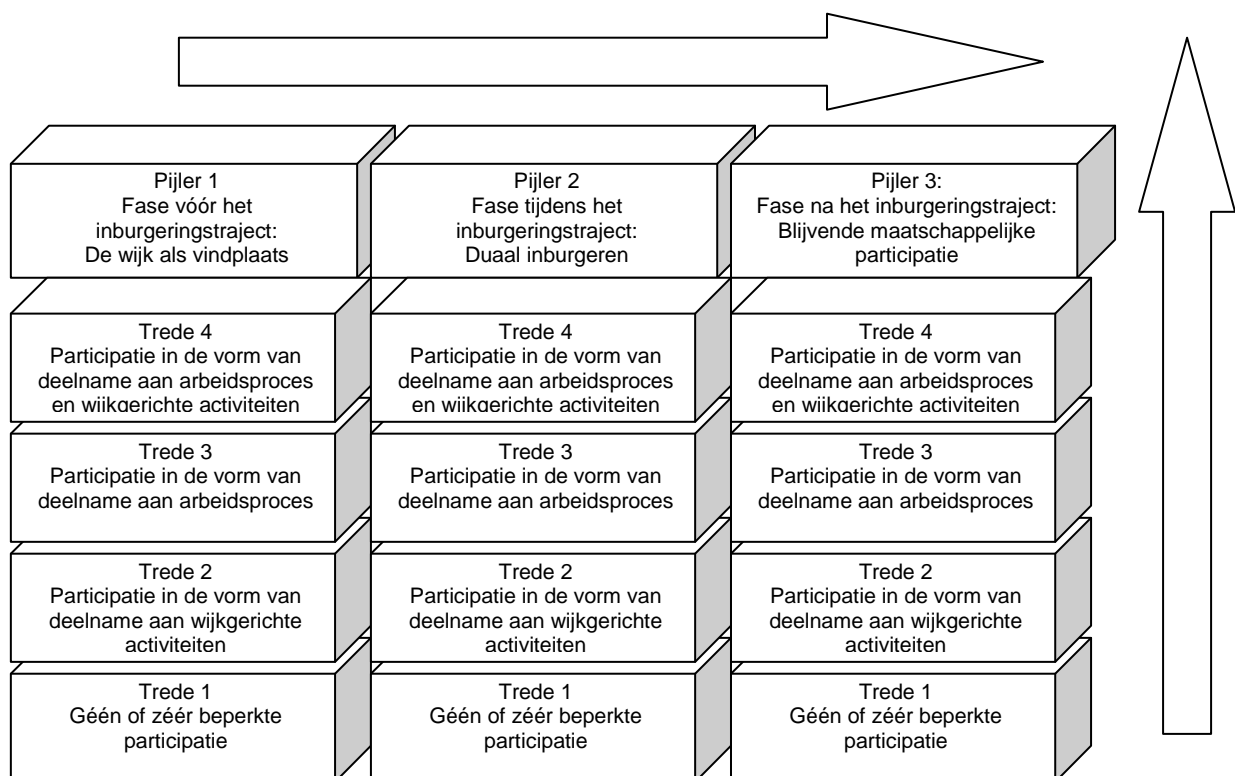 Pijler 1
Fase vóór het
inburgeringstraject:
De wijk als vindplaats
Pijler 2
Fase tijdens het
inburgeringstraject:
Duaal inburgeren
Pijler 3:
Fase na het inburgeringstraject:
Blijvende maatschappelijke
participatie
Trede 4
Participatie in de vorm van
deelname aan arbeidsproces
en wijkgerichte activiteiten
Trede 4
Participatie in de vorm van
deelname aan arbeidsproces
en wijkgerichte activiteiten
Trede 4
Participatie in de vorm van
deelname aan arbeidsproces
en wijkgerichte activiteiten
Trede 3
Participatie in de vorm van
deelname aan arbeidsproces
Trede 3
Participatie in de vorm van
deelname aan arbeidsproces
Trede 3
Participatie in de vorm van
deelname aan arbeidsproces
Trede 2
Participatie in de vorm van
deelname aan wijkgerichte
activiteiten
Trede 2
Participatie in de vorm van
deelname aan wijkgerichte
activiteiten
Trede 2
Participatie in de vorm van
deelname aan wijkgerichte
activiteiten
Trede 1
Géén of zéér beperkte
participatie
Trede 1
Géén of zéér beperkte
participatie
Trede 1
Géén of zéér beperkte
participatie